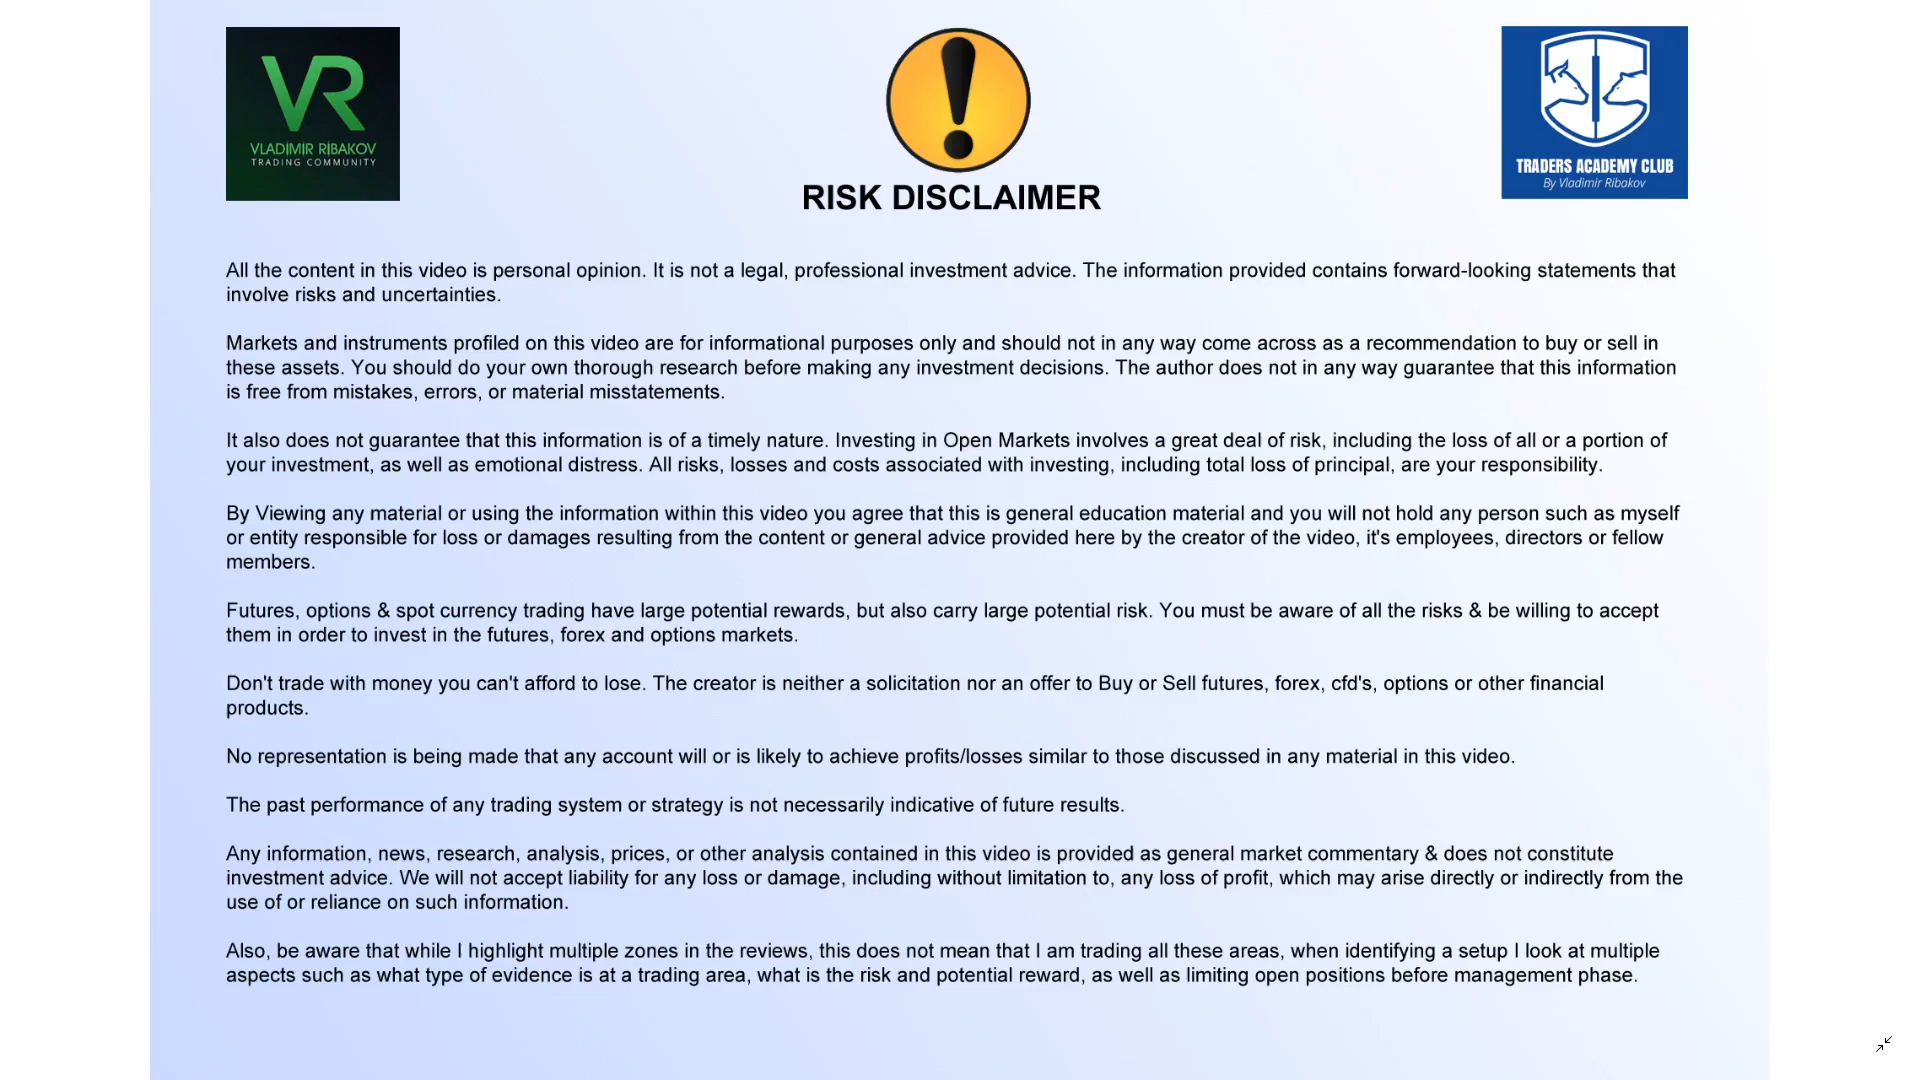 VR
VLADIMIR RIBAKOV
TRADING COMMUNITY
TRADERS ACADEMY CLUB
By Vladimir Ribakov
RISK DISCLAIMER
All the content in this video is personal opinion. It is not a legal, professional investment advice. The information provided contains forward-looking statements that
involve risks and uncertainties.
Markets and instruments profiled on this video are for informational purposes only and should not in any way come across as a recommendation to buy or sell in
these assets. You should do your own thorough research before making any investment decisions. The author does not in any way guarantee that this information
is free from mistakes, errors, or material misstatements.
It also does not guarantee that this information is of a timely nature. Investing in Open Markets involves a great deal of risk, including the loss of all or a portion of
your investment, as well as emotional distress. All risks, losses and costs associated with investing, including total loss of principal, are your responsibility.
By Viewing any material or using the information within this video you agree that this is general education material and you will not hold any person such as myself
or entity responsible for loss or damages resulting from the content or general advice provided here by the creator of the video, it's employees, directors or fellow
members.
Futures, options & spot currency trading have large potential rewards, but also carry large potential risk. You must be aware of all the risks & be willing to accept
them in order to invest in the futures, forex and options markets.
Don't trade with money you can't afford to lose. The creator is neither a solicitation nor an offer to Buy or Sell futures, forex, cfd's, options or other financial
products.
No representation is being made that any account will or is likely to achieve profits/losses similar to those discussed in any material in this video.
The past performance of any trading system or strategy is not necessarily indicative of future results.
Any information, news, research, analysis, prices, or other analysis contained in this video is provided as general market commentary & does not constitute
investment advice. We will not accept liability for any loss or damage, including without limitation to, any loss of profit, which may arise directly or indirectly from the
use of or reliance on such information.
Also, be aware that while I highlight multiple zones in the reviews, this does not mean that I am trading all these areas, when identifying a setup I look at multiple
aspects such as what type of evidence is at a trading area, what is the risk and potential reward, as well as limiting open positions before management phase.